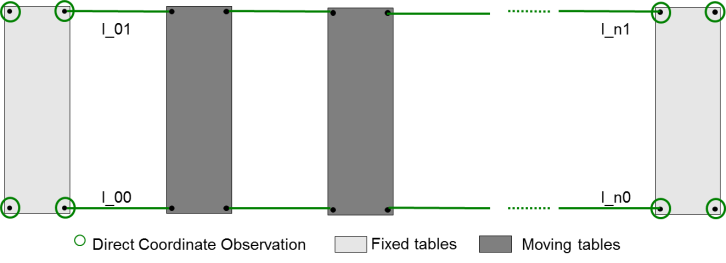 l_01 l_n1
l_00 l_n0
Direct Coordinate Observation Fixed tables Moving tables